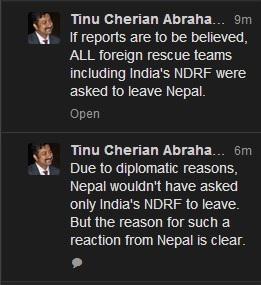 Tinu Cherian Abraha... 9m
If reports are to be believed,
ALL foreign rescue teams
including India's NDRF were
asked to leave Nepal.
Open
Tinu Cherian Abraha... 6m
Due to diplomatic reasons,
Nepal wouldn't have asked
only India's NDRF to leave.
But the reason for such a
reaction from Nepal is clear.